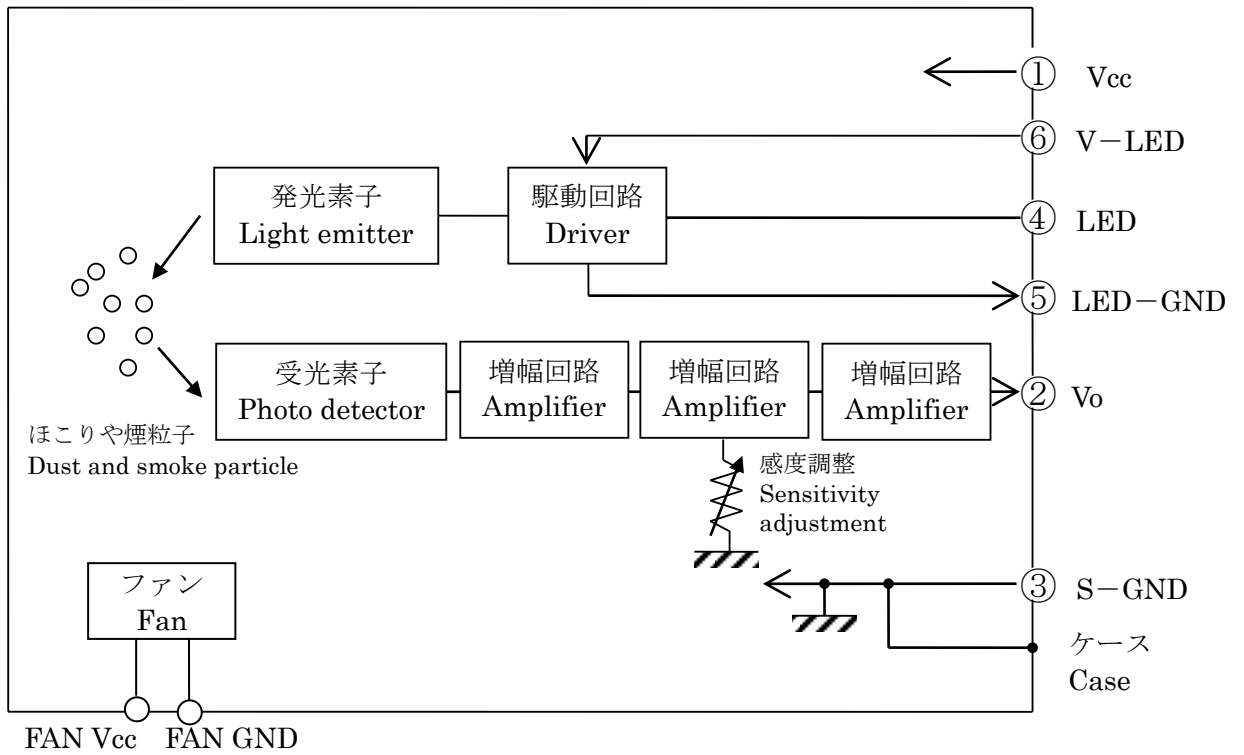 ① Vcc
⑥ V－LED
発光素子
Light emitter
駆動回路
Driver
④ LED
⑤ LED－GND
受光素子
Photo detector
増幅回路
Amplifier
増幅回路
Amplifier
増幅回路
Amplifier
② Vo
ほこりや煙粒子
Dust and smoke particle
感度調整
Sensitivity
adjustment
ファン
Fan
③ S－GND
ケース
Case
FAN Vcc
FAN GND